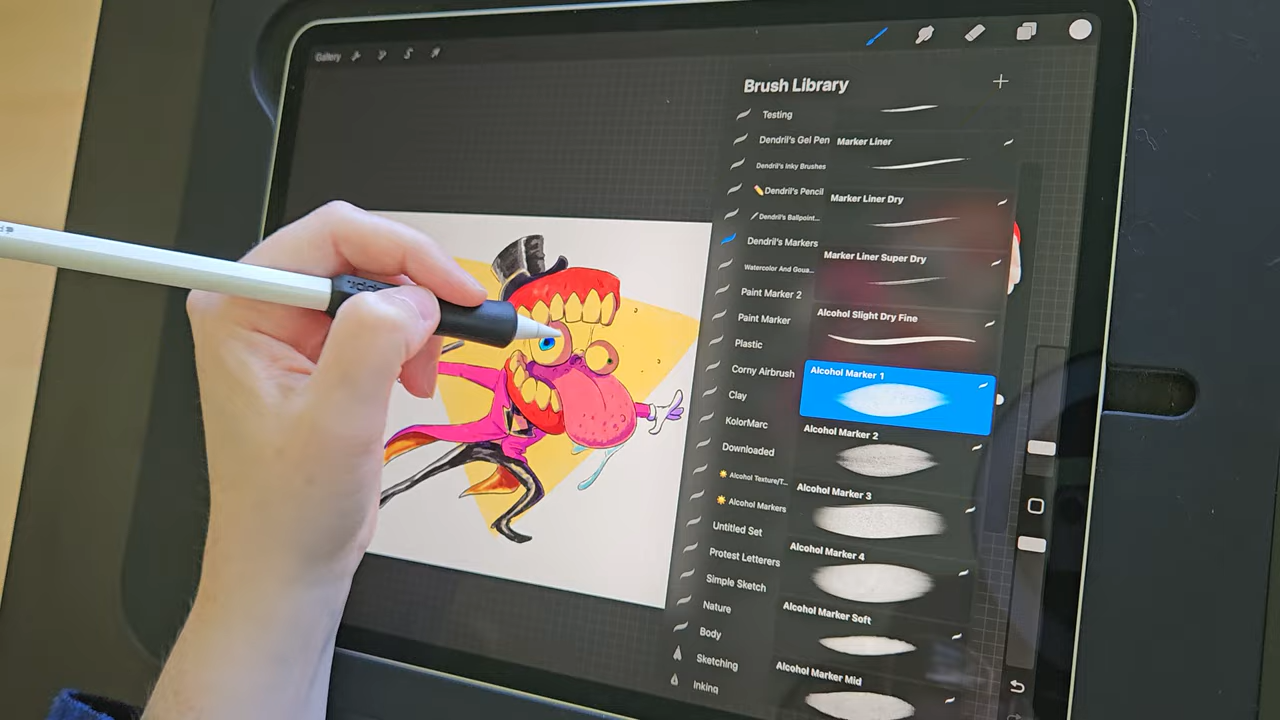 Gallery
Brush Library
Testing
Dendril's Gel Pen
Dendril's Inky Brushes
Dendril's Pencil
Dendril's Ballpoint...
Dendril's Markers
Watercolor And Goua...
Paint Marker 2
Paint Marker
Plastic
Corny Airbrush
Clay
KolorMarc
Downloaded
Alcohol Texture/T...
Alcohol Markers
Untitled Set
Protest Letterers
Simple Sketch
Nature
Body
Sketching
Inking
Marker Liner
Marker Liner Dry
Marker Liner Super Dry
Alcohol Slight Dry Fine
Alcohol Marker 1
Alcohol Marker 2
Alcohol Marker 3
Alcohol Marker 4
Alcohol Marker Soft
Alcohol Marker Mid